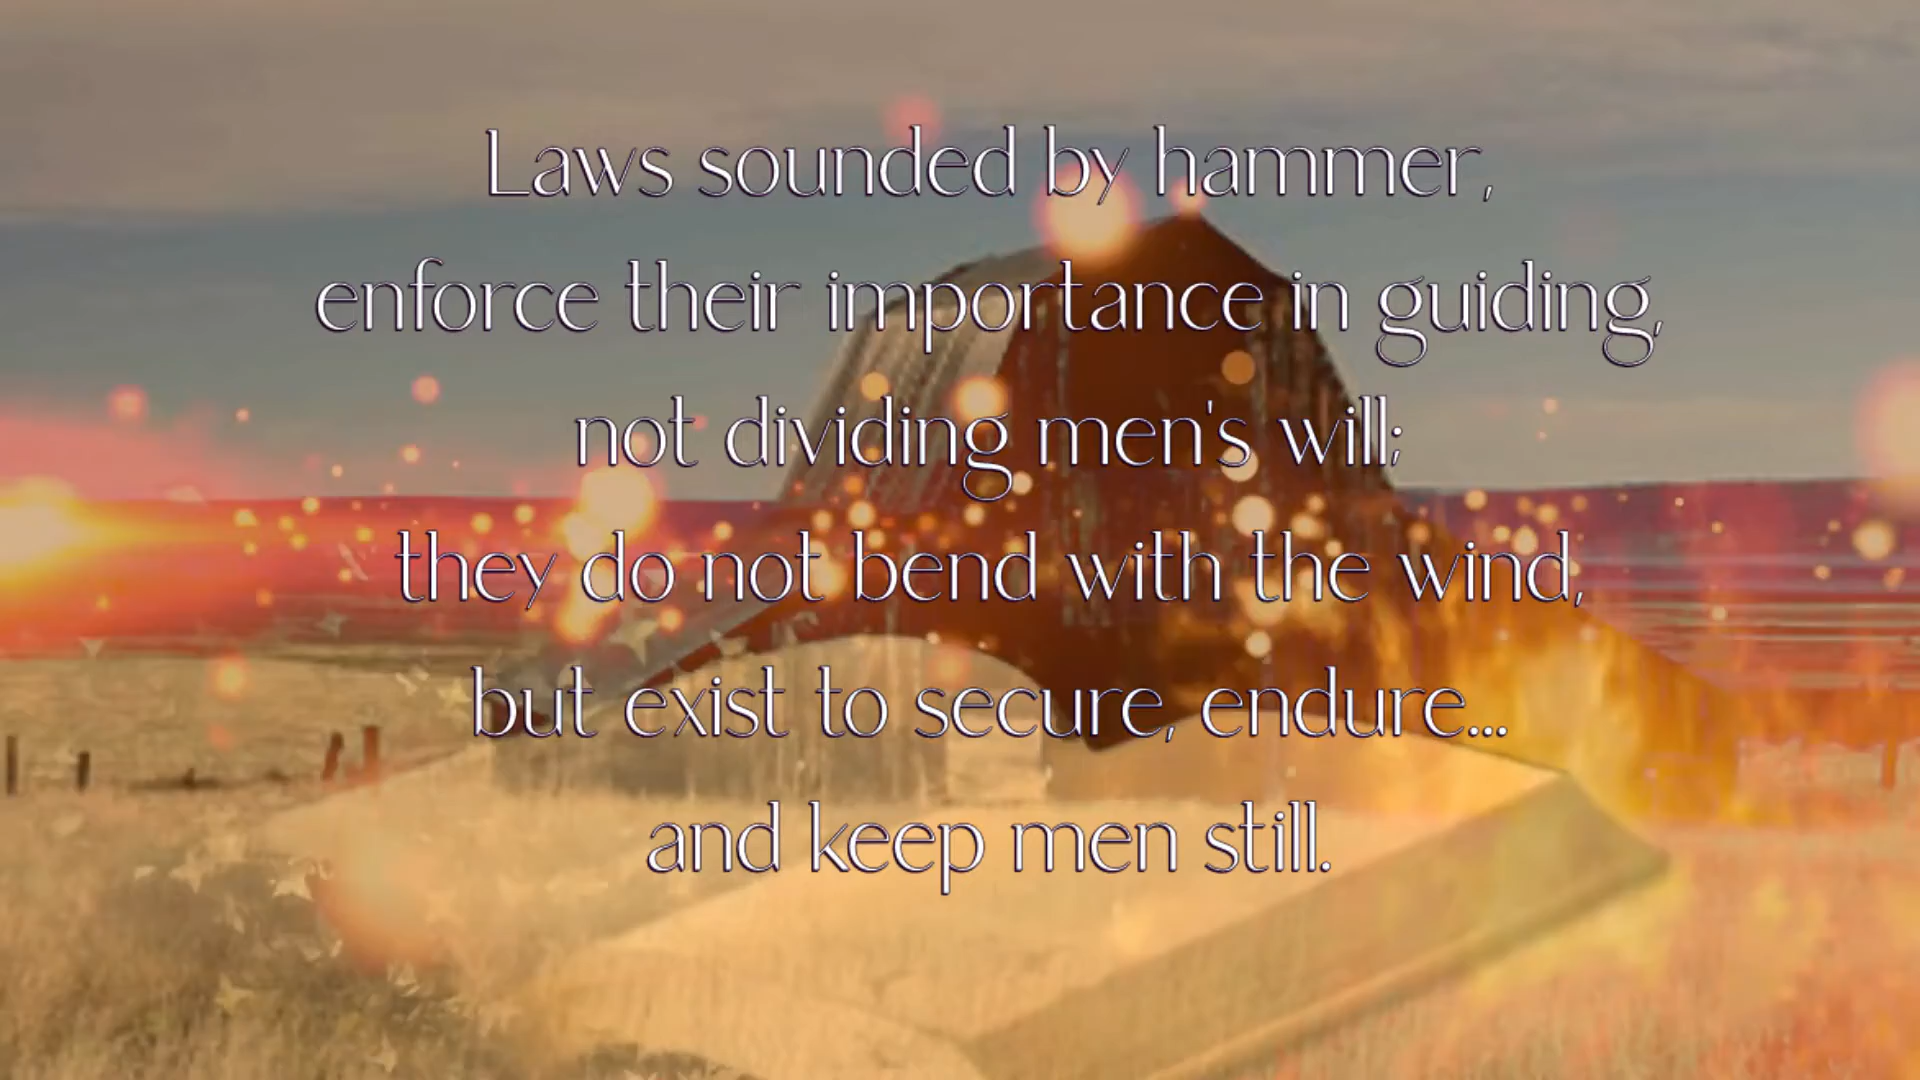 Laws sounded by hammer,
enforce their importance in guiding,
not dividing men's will;
they do not bend with the wind,
but exist to secure, endure...
and keep men still.